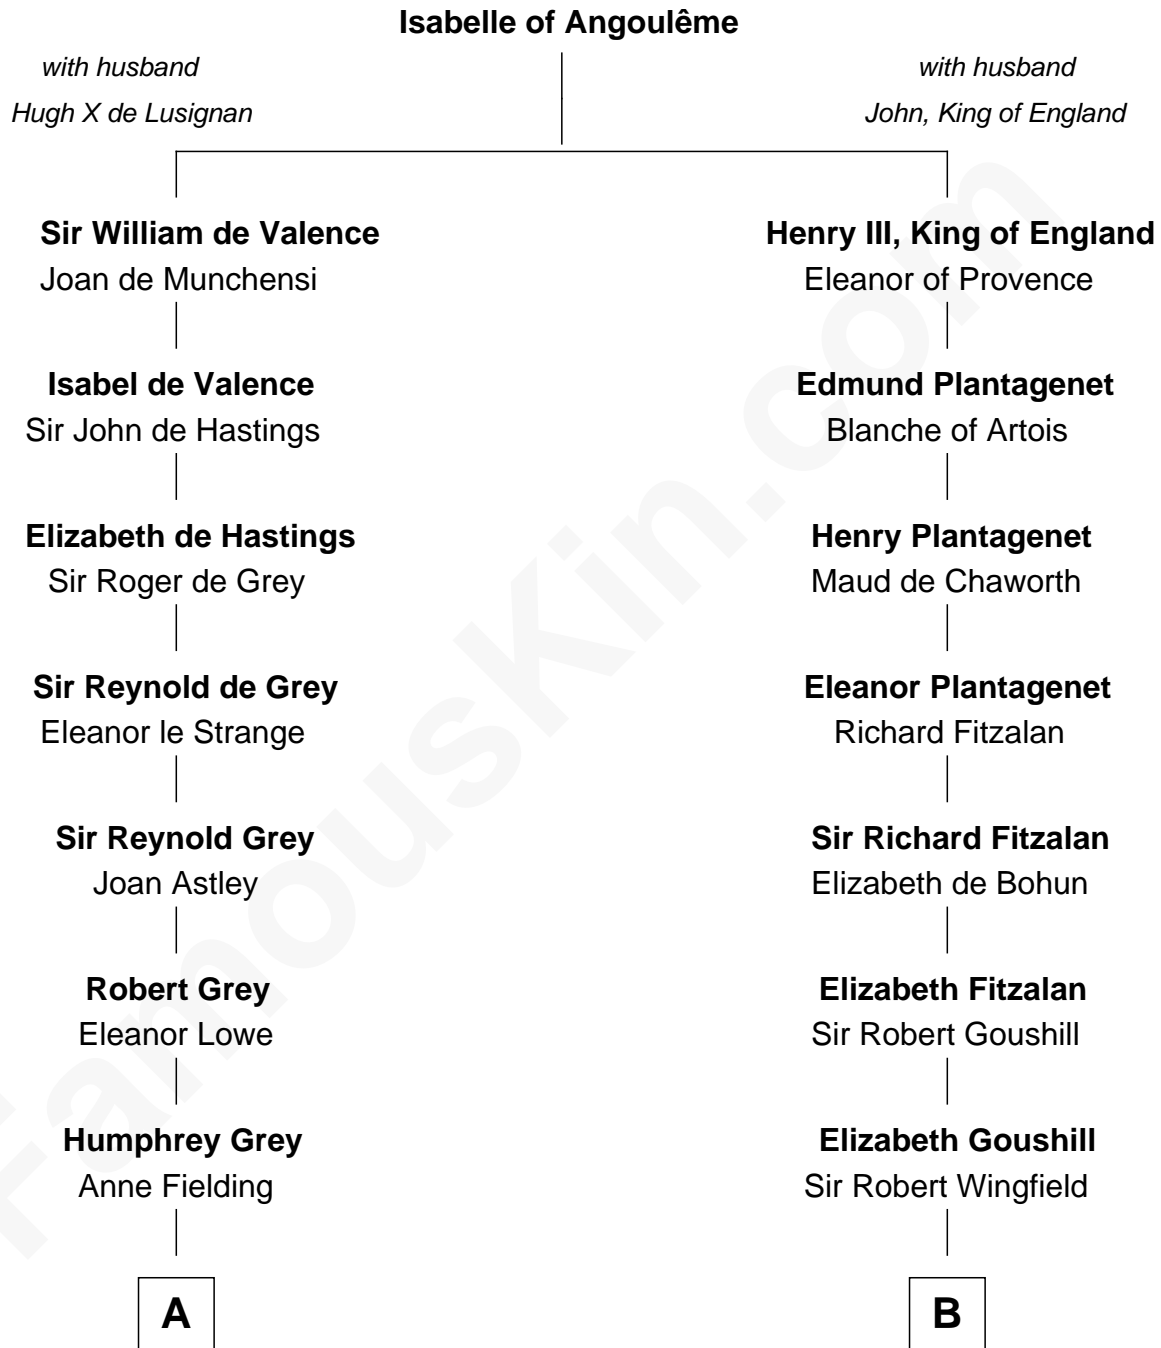 Isabelle of Angoulême
with husband
Hugh X de Lusignan
with husband
John, King of England
Sir William de Valence
Joan de Munchensi
Henry III, King of England
Eleanor of Provence
Isabel de Valence
Sir John de Hastings
Edmund Plantagenet
Blanche of Artois
Elizabeth de Hastings
Sir Roger de Grey
Henry Plantagenet
Maud de Chaworth
Sir Reynold de Grey
Eleanor le Strange
Eleanor Plantagenet
Richard Fitzalan
Sir Reynold Grey
Joan Astley
Sir Richard Fitzalan
Elizabeth de Bohun
Robert Grey
Eleanor Lowe
Elizabeth Fitzalan
Sir Robert Goushill
Humphrey Grey
Anne Fielding
Elizabeth Goushill
Sir Robert Wingfield
A
B
FamousKin.com